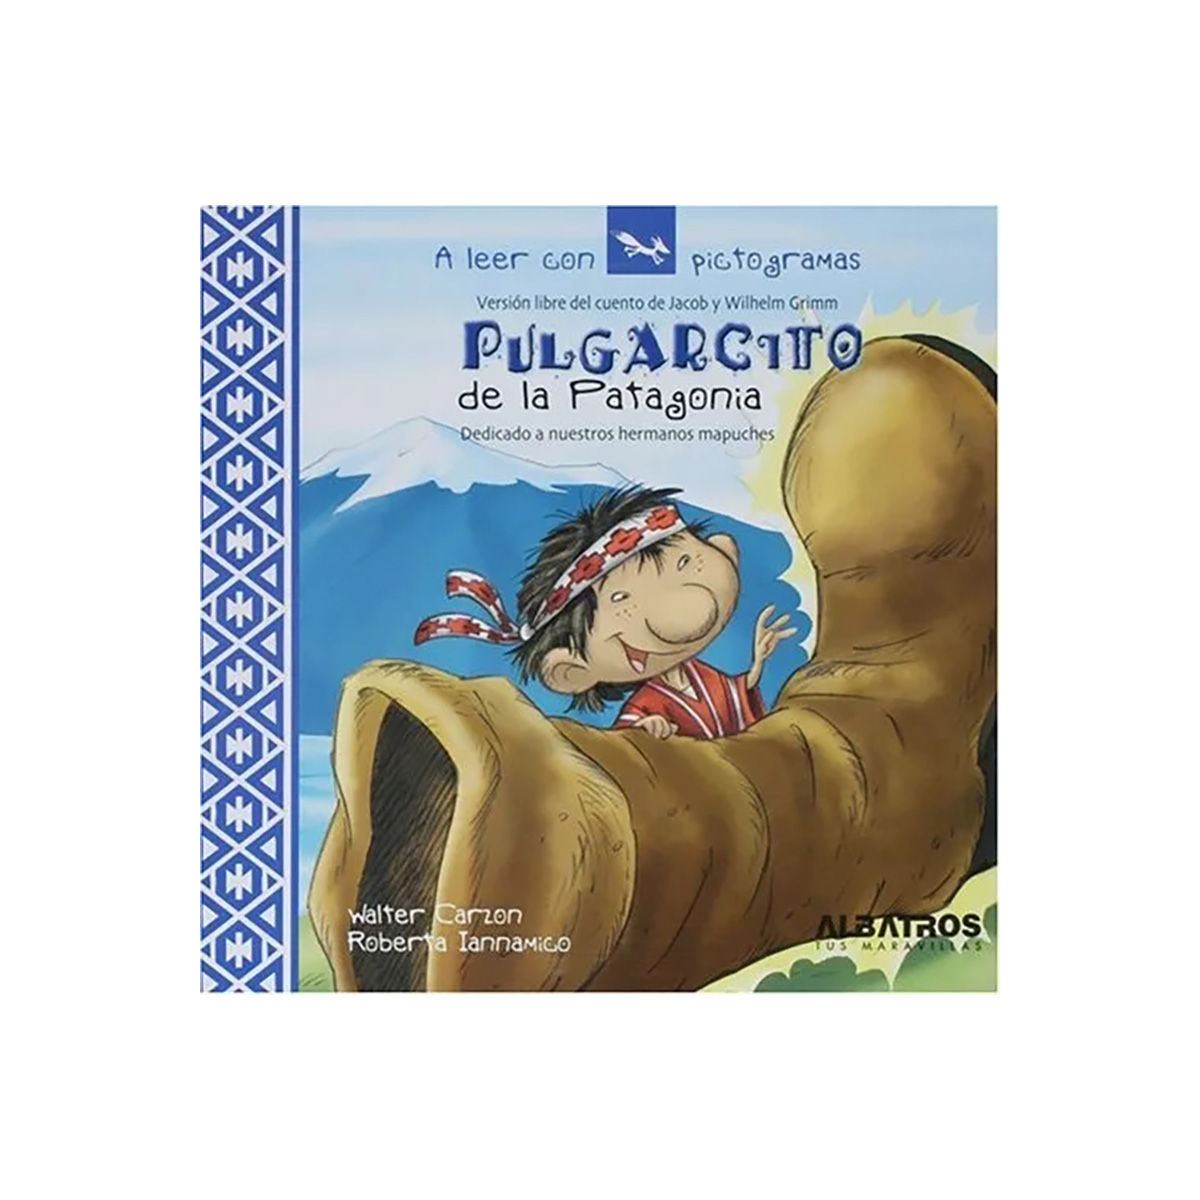 A leer con pictogramas
Versión libre del cuento de Jacob y Wilhelm Grimm
PULGARCITO
de la Patagonia
Dedicado a nuestros hermanos mapuches
Walter Carzon
Roberta Iannamico
ALBATROS
TUS MARAVILLAS